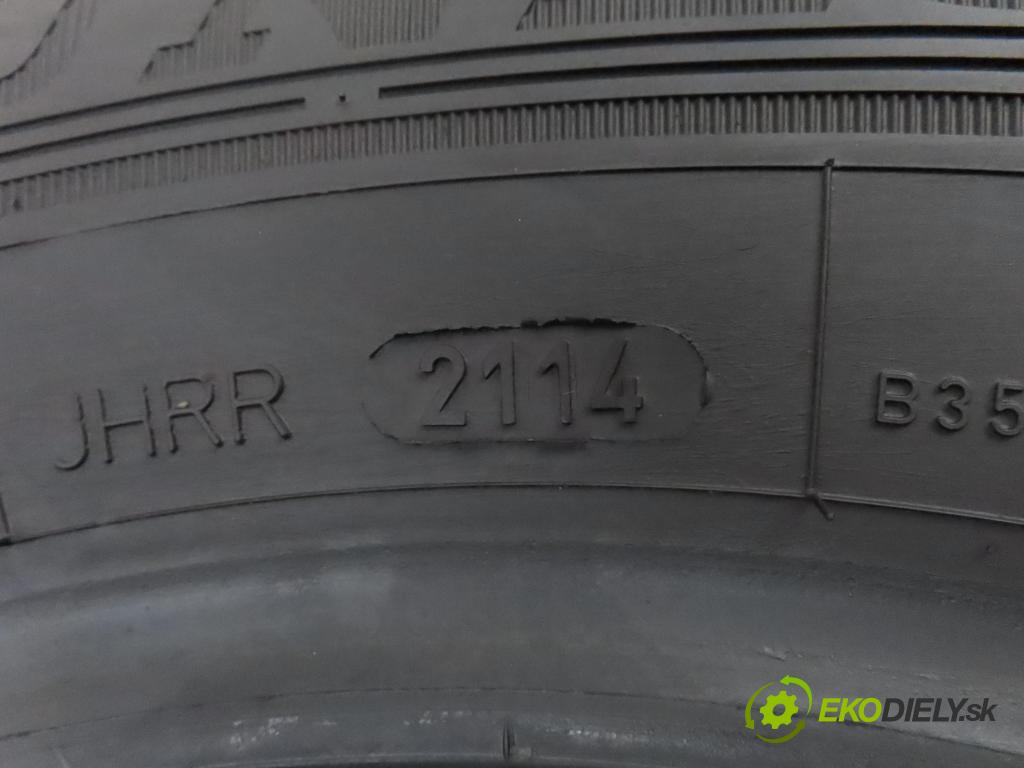 JHRR 2114 B35
EKODIELY.sk